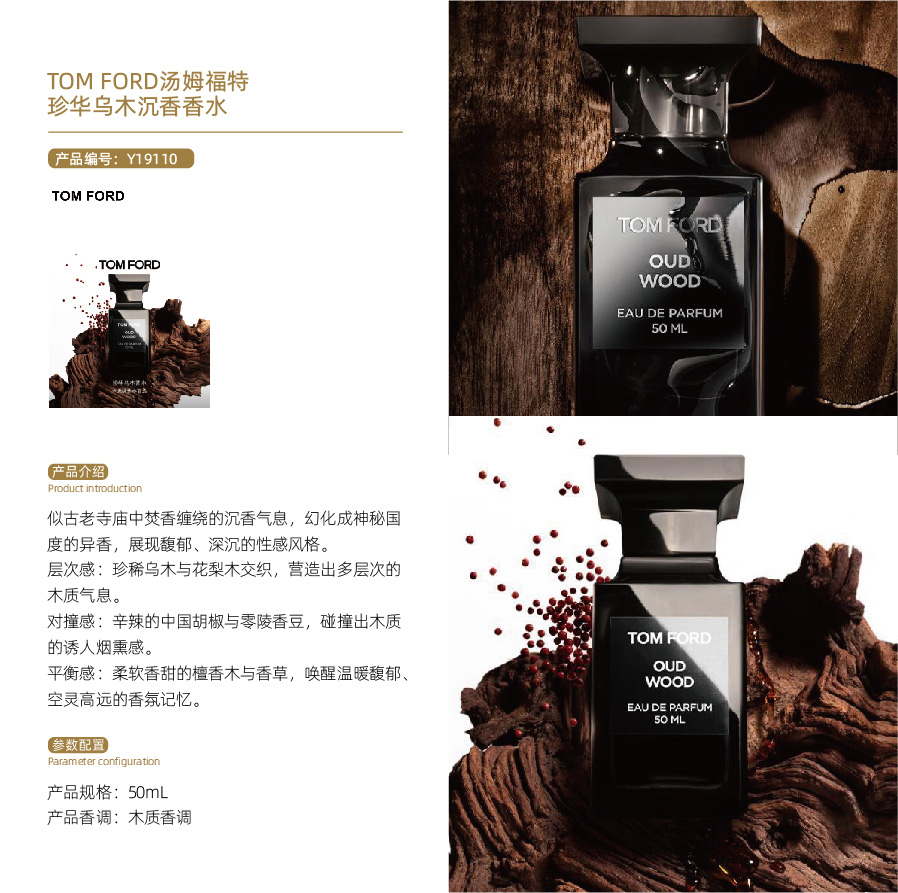 TOM FORD汤姆福特
珍华乌木沉香香水
产品编号：Y19110
TOM FORD
TOM FORD
TOM FORD
OUD
WOOD
EAU DE PARFUM
50 ML
产品介绍
Product introduction
似古老寺庙中焚香缠绕的沉香气息，幻化成神秘国
度的异香，展现馥郁、深沉的性感风格。
层次感：珍稀乌木与花梨木交织，营造出多层次的
木质气息。
对撞感：辛辣的中国胡椒与零陵香豆，碰撞出木质
的诱人烟熏感。
平衡感：柔软香甜的檀香木与香草，唤醒温暖馥郁、
空灵高远的香氛记忆。
参数配置
Parameter configuration
产品规格：50mL
产品香调：木质香调
TOM FORD
OUD
WOOD
EAU DE PARFUM
50 ML
TOM FORD
OUD
WOOD
EAU DE PARFUM
50 ML